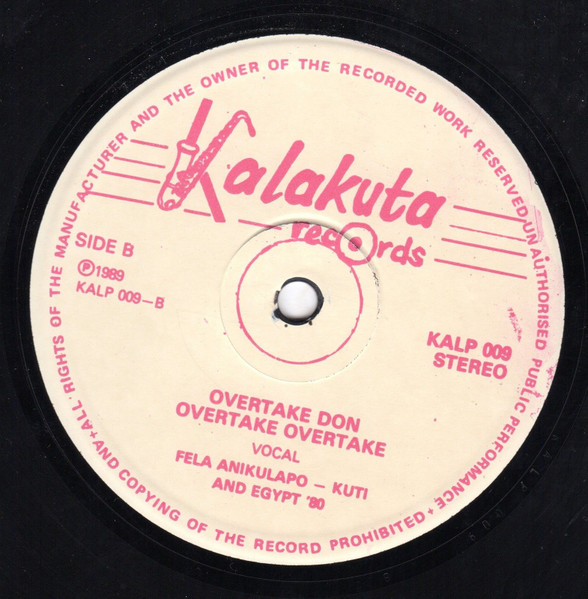 ALL RIGHTS OF THE MANUFACTURER AND THE OWNER OF THE RECORDED WORK RESERVED UNAUTHORISED PUBLIC PERFORMANCE + AND COPYING OF THE RECORD PROHIBITED +
Kalakuta
records
SIDE B
Ⓟ1989
KALP 009-B
KALP 009
STEREO
OVERTAKE DON
OVERTAKE OVERTAKE
VOCAL
FELA ANIKULAPO - KUTI
AND EGYPT '80